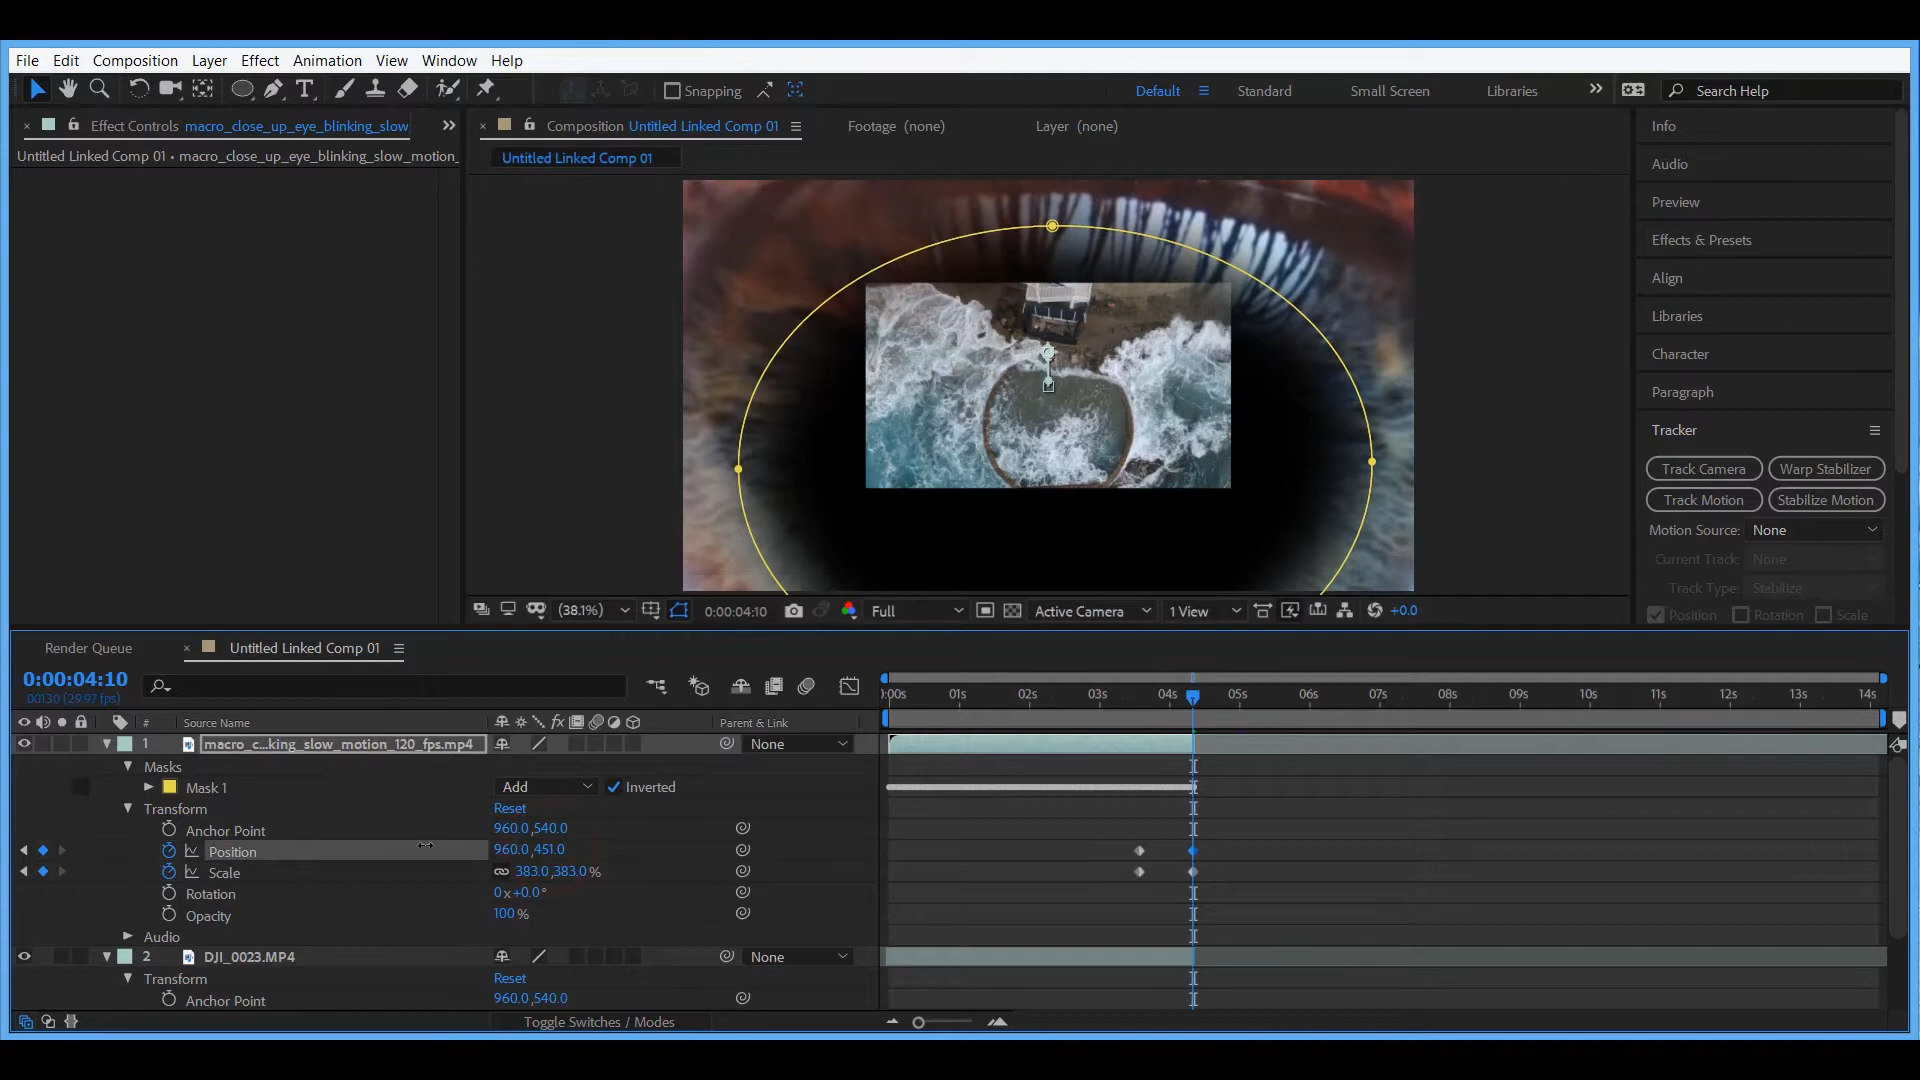 File Edit Composition Layer Effect Animation View Window Help
Snapping Default Standard Small Screen Libraries Search Help
Effect Controls macro_close_up_eye_blinking_slow
Composition Untitled Linked Comp 01 Footage (none) Layer (none)
Untitled Linked Comp 01 • macro_close_up_eye_blinking_slow_motion_
Untitled Linked Comp 01
Info
Audio
Preview
Effects & Presets
Align
Libraries
Character
Paragraph
Tracker
Track Camera Warp Stabilizer
Track Motion Stabilize Motion
Motion Source: None
Current Track: None
Track Type: Stabilize
Position Rotation Scale
(38.1%) 0:00:04:10 Full Active Camera 1 View +0.0
Render Queue Untitled Linked Comp 01
0:00:04:10
00130 (29.97 fps)
:00s 01s 02s 03s 04s 05s 06s 07s 08s 09s 10s 11s 12s 13s 14s
# Source Name fx Parent & Link
1 macro_c...king_slow_motion_120_fps.mp4 None
Masks
Mask 1 Add Inverted
Transform Reset
Anchor Point 960.0,540.0
Position 960.0,451.0
Scale 383.0,383.0 %
Rotation 0x+0.0°
Opacity 100 %
Audio
2 DJI_0023.MP4 None
Transform Reset
Anchor Point 960.0,540.0
Toggle Switches / Modes